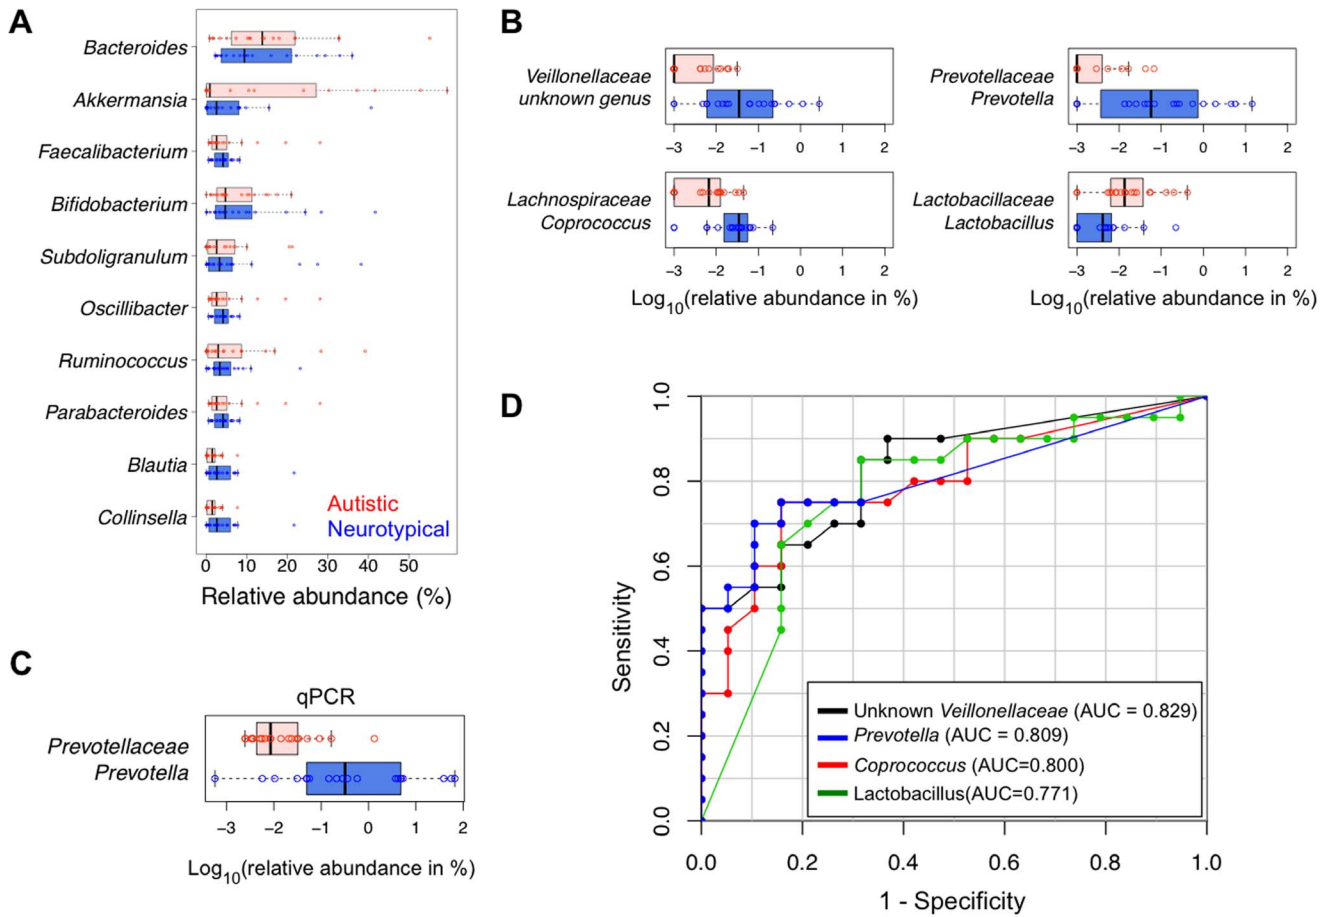 A
Bacteroides
Akkermansia
Faecalibacterium
Bifidobacterium
Subdoligranulum
Oscillibacter
Ruminococcus
Parabacteroides
Blautia
Collinsella
Autistic
Neurotypical
0 10 20 30 40 50
Relative abundance (%)
B
Veillonellaceae
unknown genus
−3 −2 −1 0 1 2
Prevotellaceae
Prevotella
−3 −2 −1 0 1 2
Lachnospiraceae
Coprococcus
−3 −2 −1 0 1 2
Log10(relative abundance in %)
Lactobacillaceae
Lactobacillus
−3 −2 −1 0 1 2
Log10(relative abundance in %)
C
qPCR
Prevotellaceae
Prevotella
−3 −2 −1 0 1 2
Log10(relative abundance in %)
D
Sensitivity
1.0
0.8
0.6
0.4
0.2
0.0
Unknown Veillonellaceae (AUC = 0.829)
Prevotella (AUC = 0.809)
Coprococcus (AUC=0.800)
Lactobacillus(AUC=0.771)
0.0 0.2 0.4 0.6 0.8 1.0
1 - Specificity